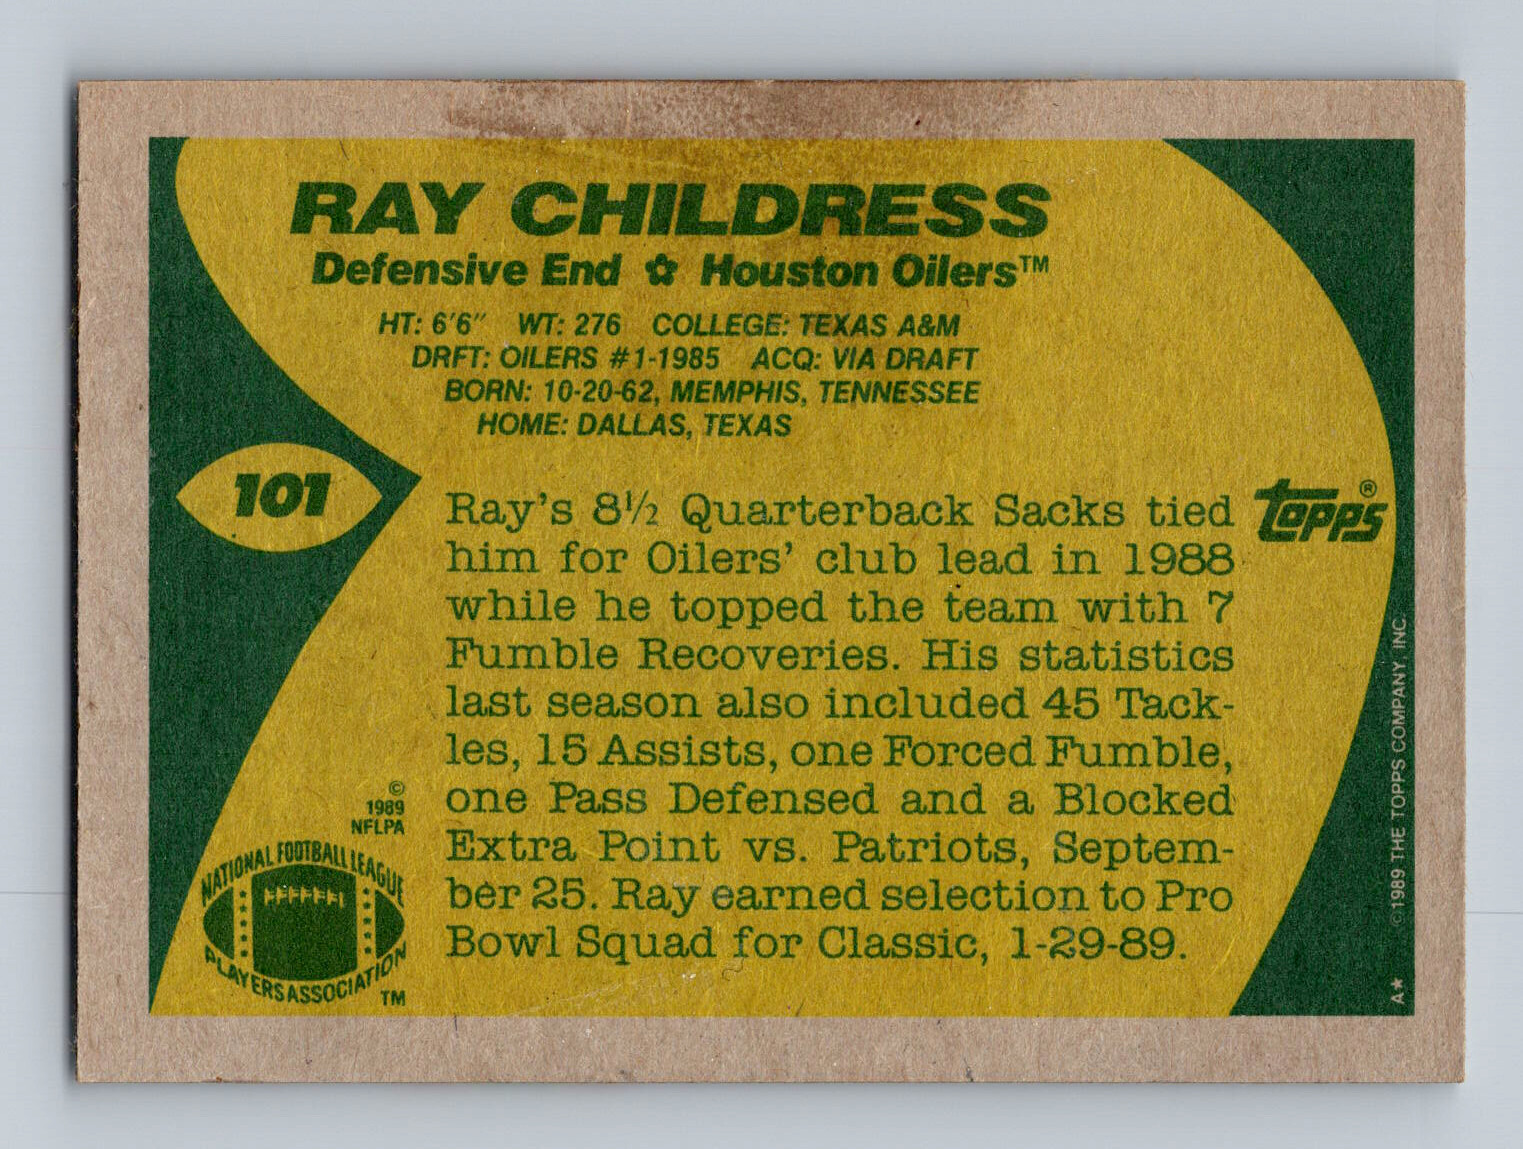 RAY CHILDRESS
Defensive End ✿ Houston Oilers™
HT: 6'6" WT: 276 COLLEGE: TEXAS A&M
DRFT: OILERS #1-1985 ACQ: VIA DRAFT
BORN: 10-20-62, MEMPHIS, TENNESSEE
HOME: DALLAS, TEXAS
101
Ray's 8½ Quarterback Sacks tied
him for Oilers' club lead in 1988
while he topped the team with 7
Fumble Recoveries. His statistics
last season also included 45 Tack-
les, 15 Assists, one Forced Fumble,
one Pass Defensed and a Blocked
Extra Point vs. Patriots, Septem-
ber 25. Ray earned selection to Pro
Bowl Squad for Classic, 1-29-89.
topps®
©
1989
NFLPA
NATIONAL FOOTBALL LEAGUE
PLAYERS ASSOCIATION
™
©1989 THE TOPPS COMPANY, INC.
A★